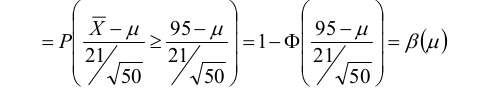 = P( (X̄ − μ)/(21/√50) ≥ (95 − μ)/(21/√50) ) = 1 − Φ( (95 − μ)/(21/√50) ) = β(μ)